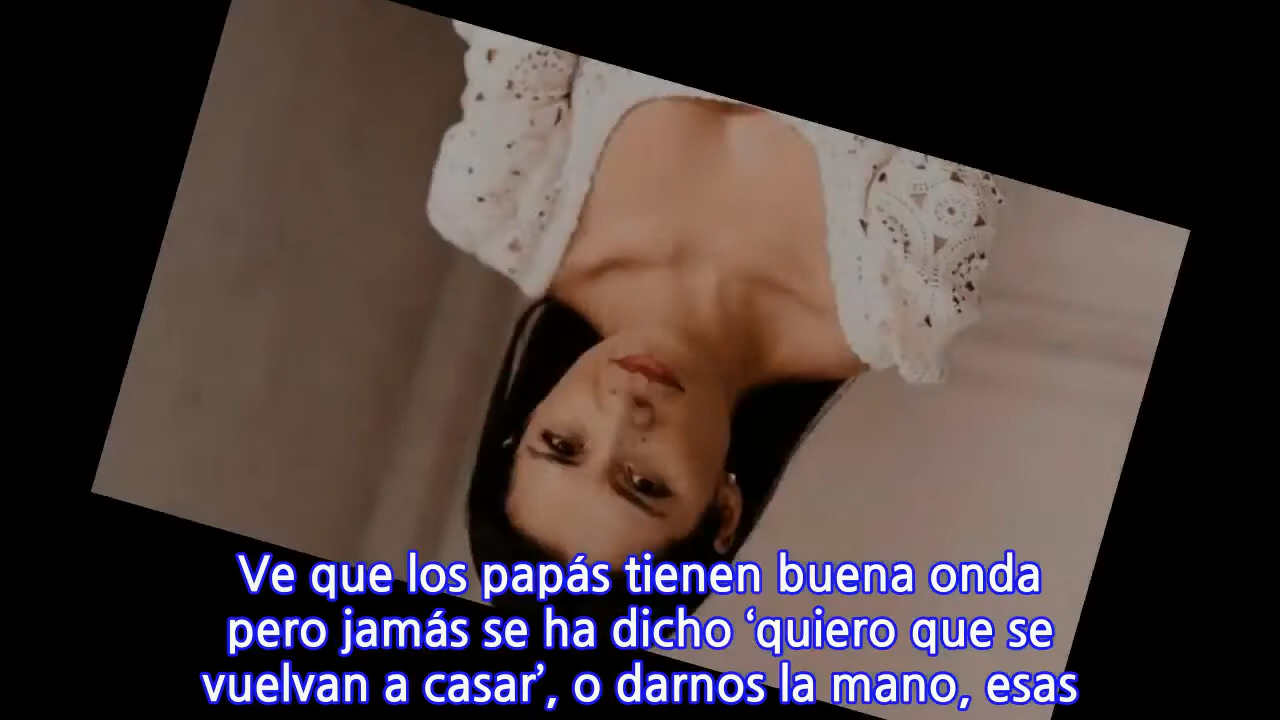 Ve que los papás tienen buena onda
pero jamás se ha dicho ‘quiero que se
vuelvan a casar’, o darnos la mano, esas